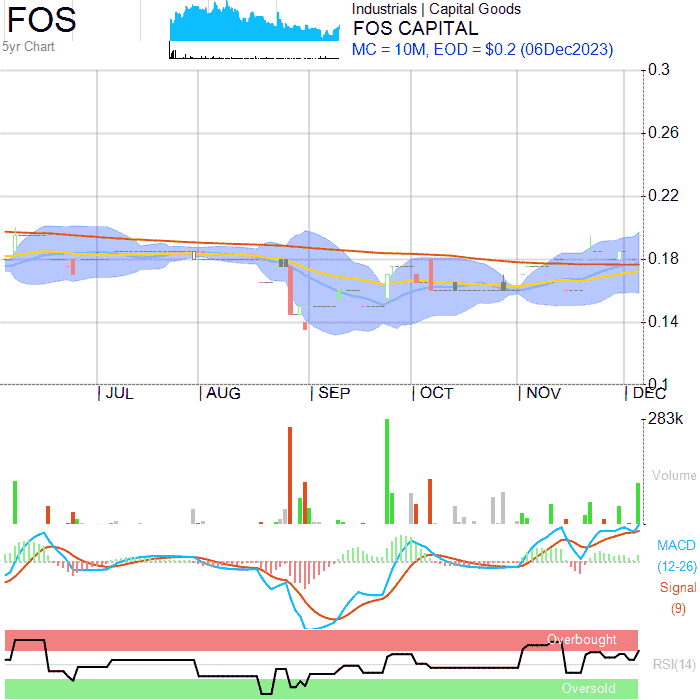 FOS
5yr Chart
Industrials | Capital Goods
FOS CAPITAL
MC = 10M, EOD = $0.2 (06Dec2023)
0.3
0.26
0.22
0.18
0.14
0.1
JUL
AUG
SEP
OCT
NOV
DEC
283k
Volume
MACD
(12-26)
Signal
(9)
Overbought
RSI(14)
Oversold